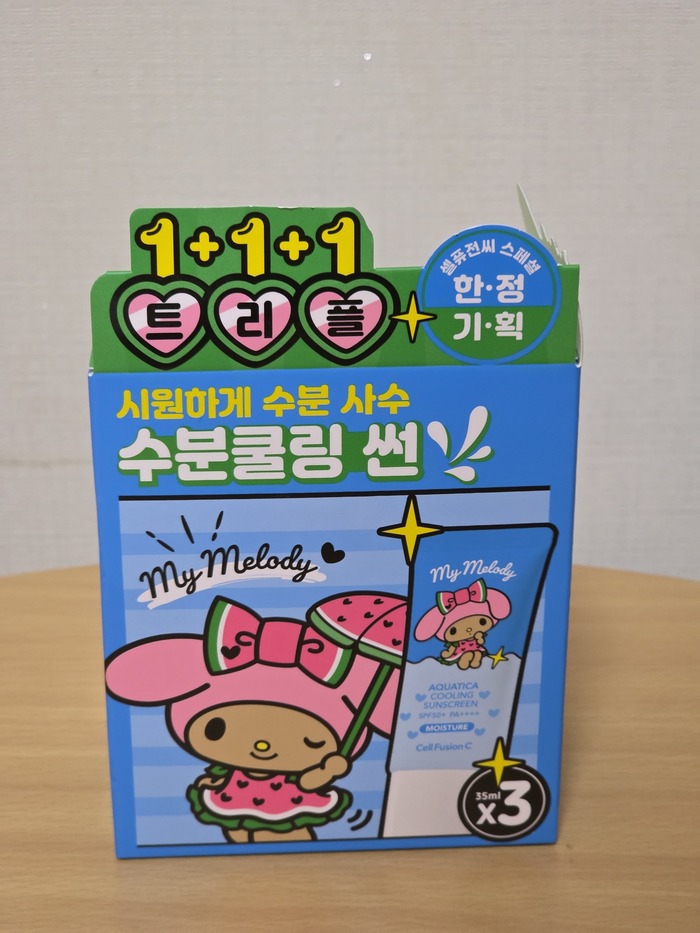 1+1+1
트리플
셀퓨전씨 스페셜
한·정
기·획
시원하게 수분 사수
수분쿨링 썬
My Melody
My Melody
AQUATICA
COOLING
SUNSCREEN
SPF50+ PA++++
MOISTURE
Cell Fusion C
35ml
x3